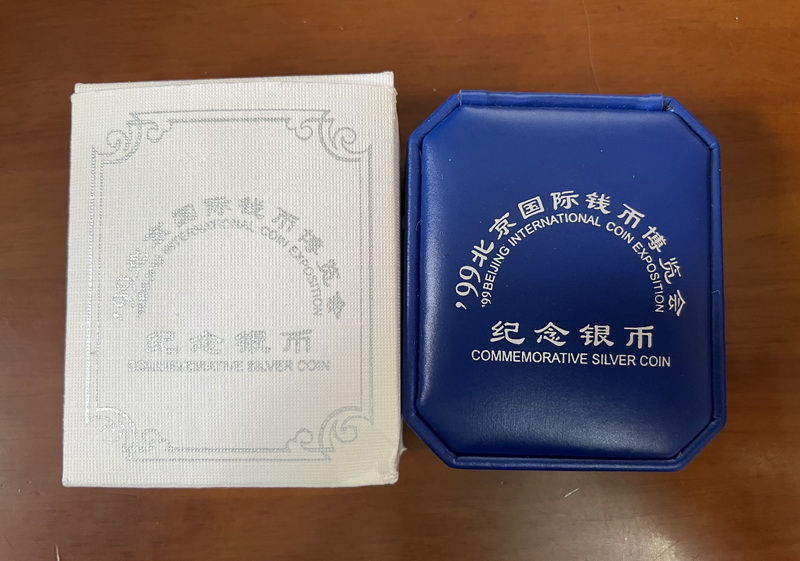 '99北京国际钱币博览会
'99BEIJING INTERNATIONAL COIN EXPOSITION
纪念银币
COMMEMORATIVE SILVER COIN
'99北京国际钱币博览会
'99BEIJING INTERNATIONAL COIN EXPOSITION
纪念银币
COMMEMORATIVE SILVER COIN